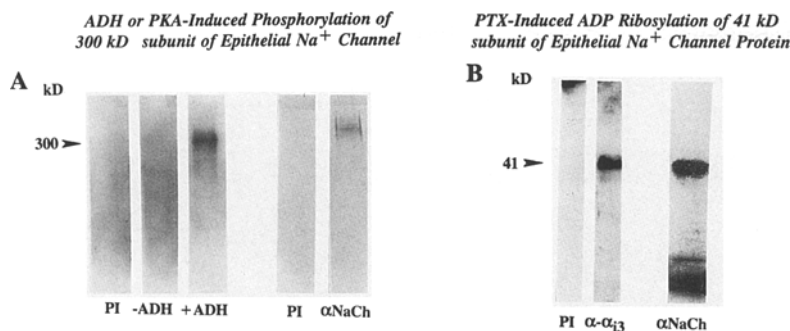 ADH or PKA-Induced Phosphorylation of
300 kD subunit of Epithelial Na+ Channel
A
kD
300
PI -ADH +ADH PI αNaCh
PTX-Induced ADP Ribosylation of 41 kD
subunit of Epithelial Na+ Channel Protein
B
kD
41
PI α-αi3 αNaCh